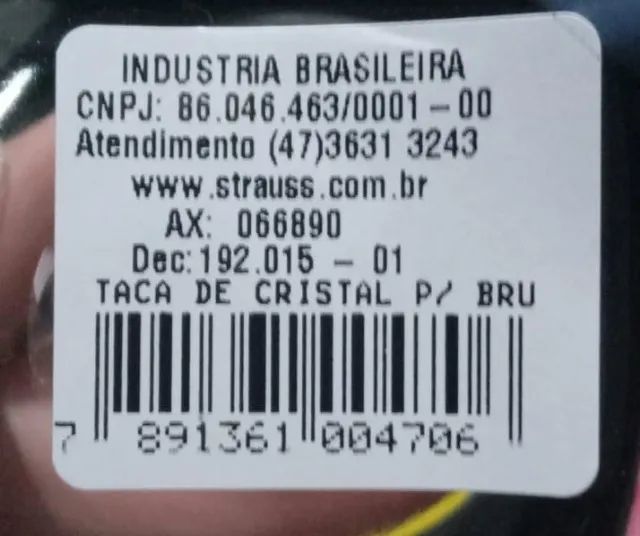 INDUSTRIA BRASILEIRA
CNPJ: 86.046.463/0001-00
Atendimento (47)3631 3243
www.strauss.com.br
AX: 066890
Dec:192.015 - 01
TACA DE CRISTAL P/ BRU
7 891361 004706